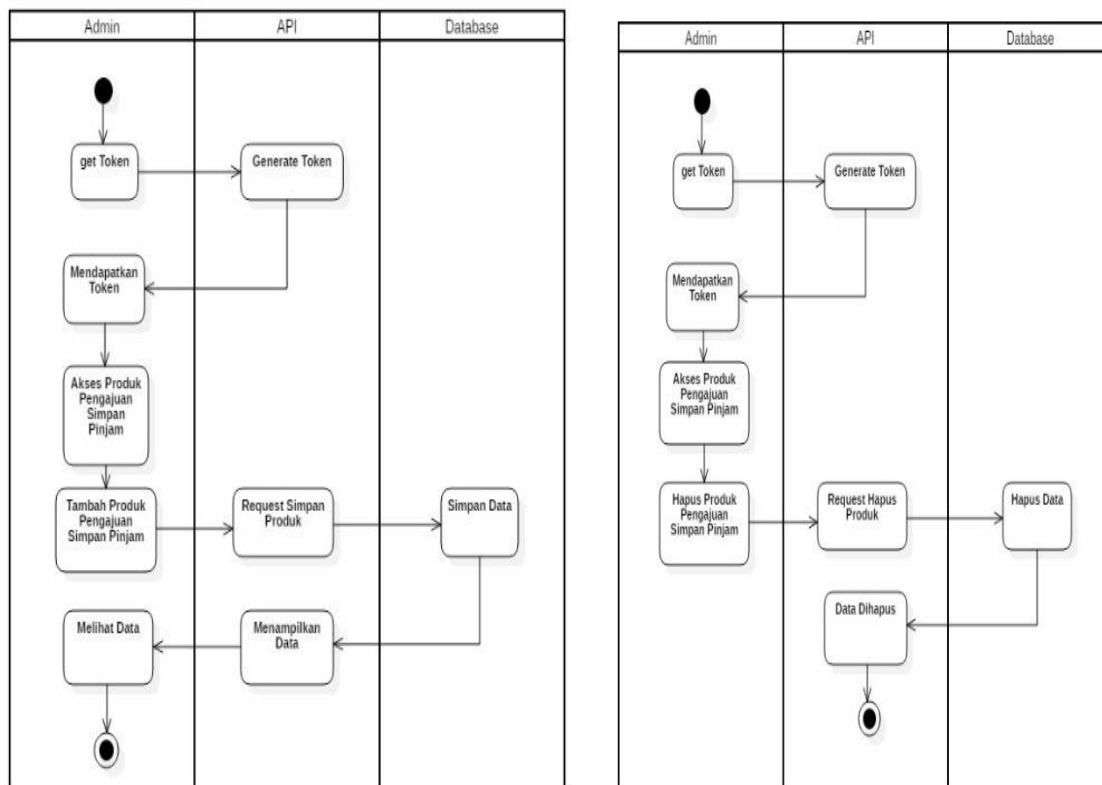 Admin
API
Database
get Token
Generate Token
Mendapatkan
Token
Akses Produk
Pengajuan
Simpan
Pinjam
Tambah Produk
Pengajuan
Simpan Pinjam
Request Simpan
Produk
Simpan Data
Melihat Data
Menampilkan
Data
Admin
API
Database
get Token
Generate Token
Mendapatkan
Token
Akses Produk
Pengajuan
Simpan Pinjam
Hapus Produk
Pengajuan
Simpan Pinjam
Request Hapus
Produk
Hapus Data
Data Dihapus